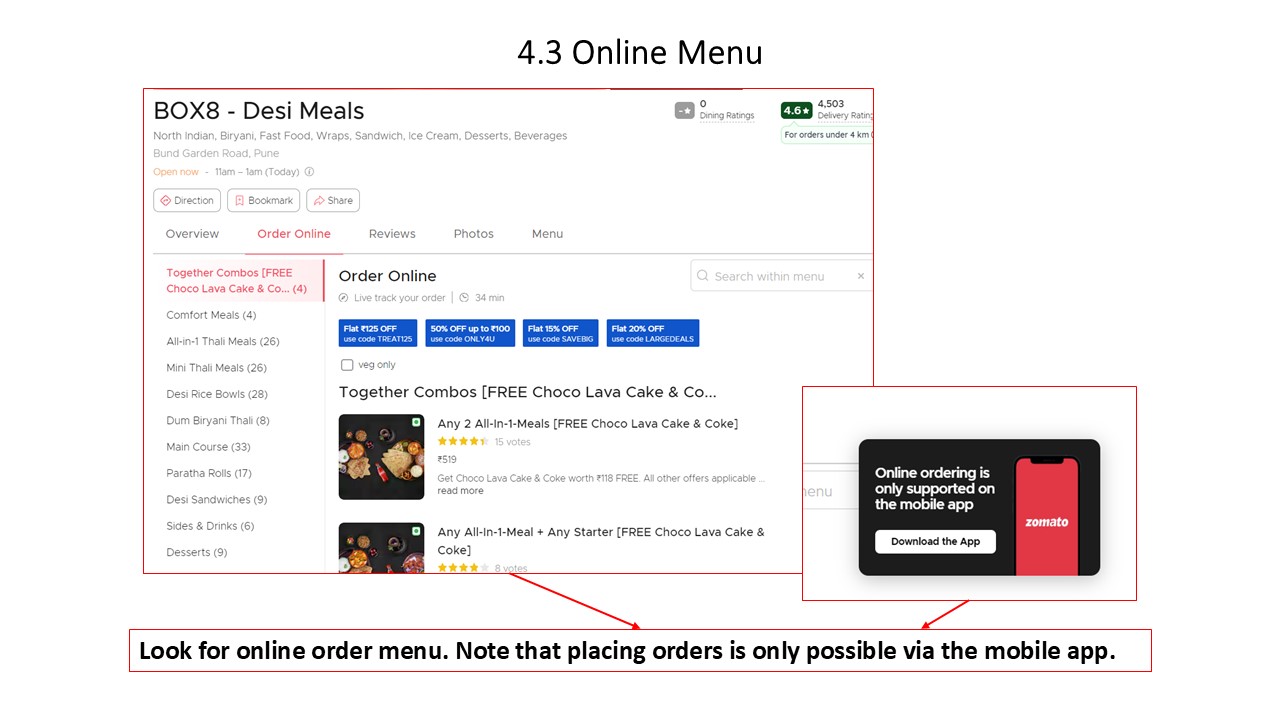 4.3 Online Menu
BOX8 - Desi Meals
North Indian, Biryani, Fast Food, Wraps, Sandwich, Ice Cream, Desserts, Beverages
Bund Garden Road, Pune
Open now - 11am – 1am (Today)
0
Dining Ratings
4.6
4,503
Delivery Rating
For orders under 4 km
Direction
Bookmark
Share
Overview
Order Online
Reviews
Photos
Menu
Together Combos [FREE
Choco Lava Cake & Co... (4)
Comfort Meals (4)
All-in-1 Thali Meals (26)
Mini Thali Meals (26)
Desi Rice Bowls (28)
Dum Biryani Thali (8)
Main Course (33)
Paratha Rolls (17)
Desi Sandwiches (9)
Sides & Drinks (6)
Desserts (9)
Order Online
Search within menu
Live track your order | 34 min
Flat ₹125 OFF
use code TREAT125
50% OFF up to ₹100
use code ONLY4U
Flat 15% OFF
use code SAVEBIG
Flat 20% OFF
use code LARGEDEALS
veg only
Together Combos [FREE Choco Lava Cake & Co...
Any 2 All-In-1-Meals [FREE Choco Lava Cake & Coke]
15 votes
₹519
Get Choco Lava Cake & Coke worth ₹118 FREE. All other offers applicable ...
read more
Any All-In-1-Meal + Any Starter [FREE Choco Lava Cake &
Coke]
8 votes
enu
Online ordering is
only supported on
the mobile app
Download the App
zomato
Look for online order menu. Note that placing orders is only possible via the mobile app.